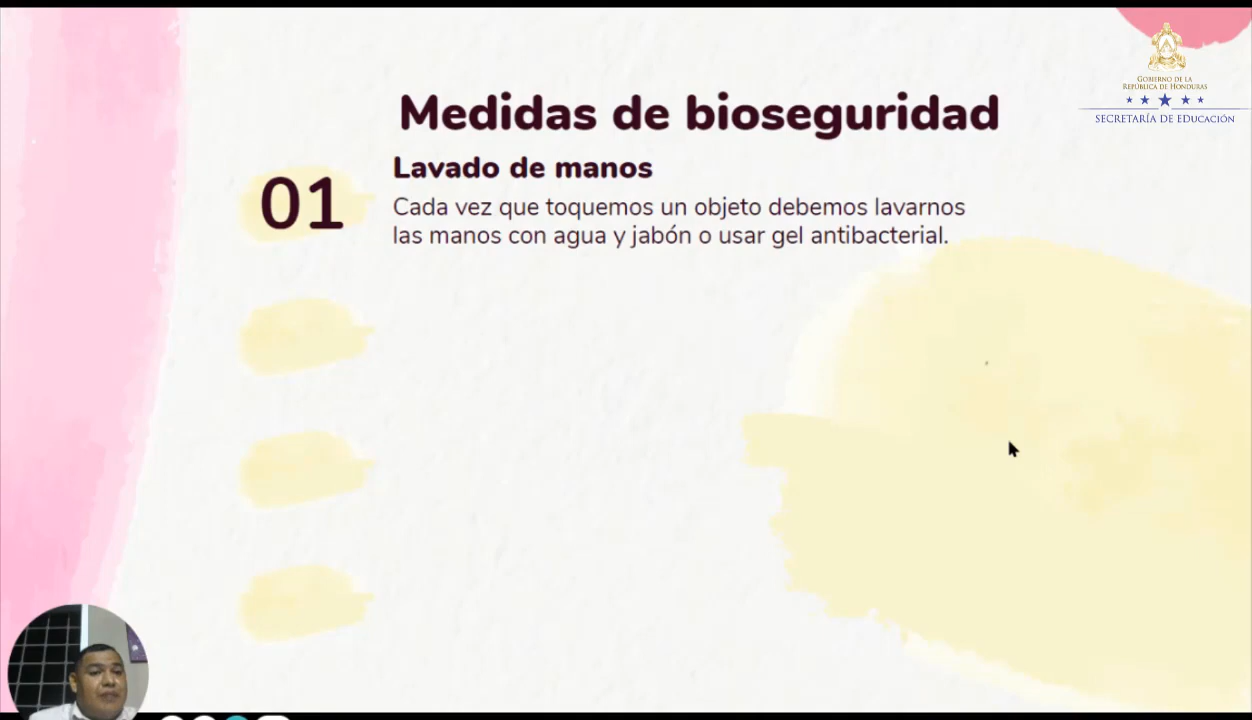 GOBIERNO DE LA
REPÚBLICA DE HONDURAS
SECRETARÍA DE EDUCACIÓN
Medidas de bioseguridad
01
Lavado de manos
Cada vez que toquemos un objeto debemos lavarnos
las manos con agua y jabón o usar gel antibacterial.